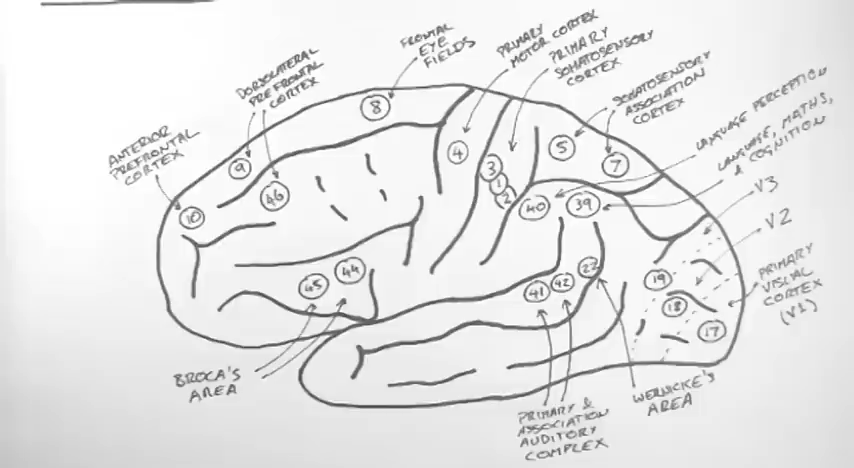 FRONTAL
EYE
FIELDS
PRIMARY
MOTOR CORTEX
PRIMARY
SOMATOSENSORY
CORTEX
SOMATOSENSORY
ASSOCIATION
CORTEX
LANGUAGE PERCEPTION
LANGUAGE, MATHS,
& COGNITION
DORSOLATERAL
PREFRONTAL
CORTEX
ANTERIOR
PREFRONTAL
CORTEX
8
9
46
10
4
3
1
2
5
7
40
39
V3
V2
PRIMARY
VISUAL
CORTEX
(V1)
45
44
41
42
22
19
18
17
BROCA'S
AREA
PRIMARY &
ASSOCIATION
AUDITORY
COMPLEX
WERNICKE'S
AREA